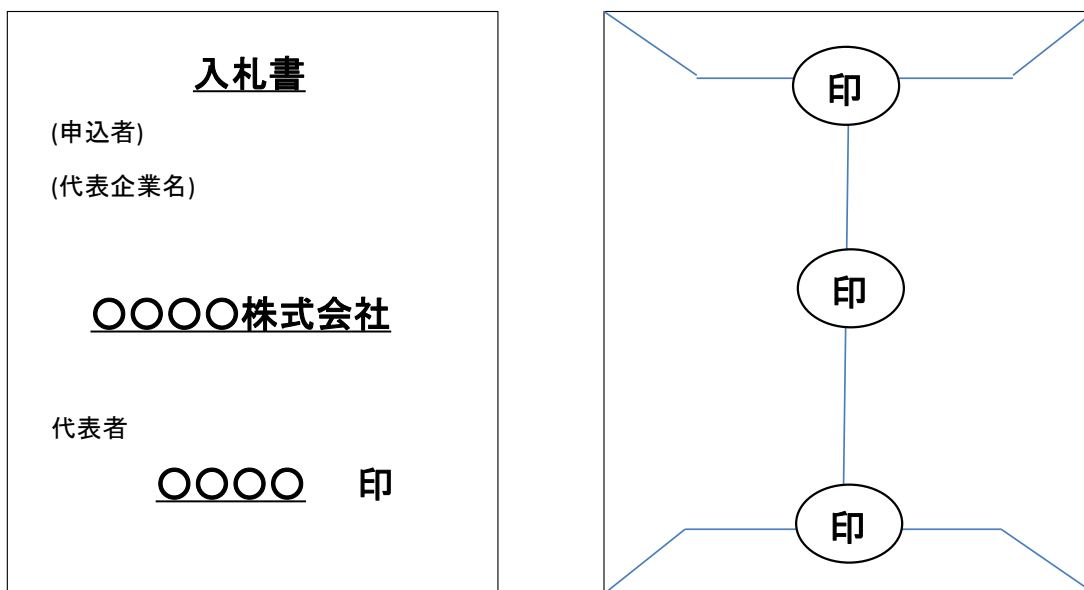 入札書
(申込者)
(代表企業名)
〇〇〇〇株式会社
代表者
〇〇〇〇 印
印
印
印